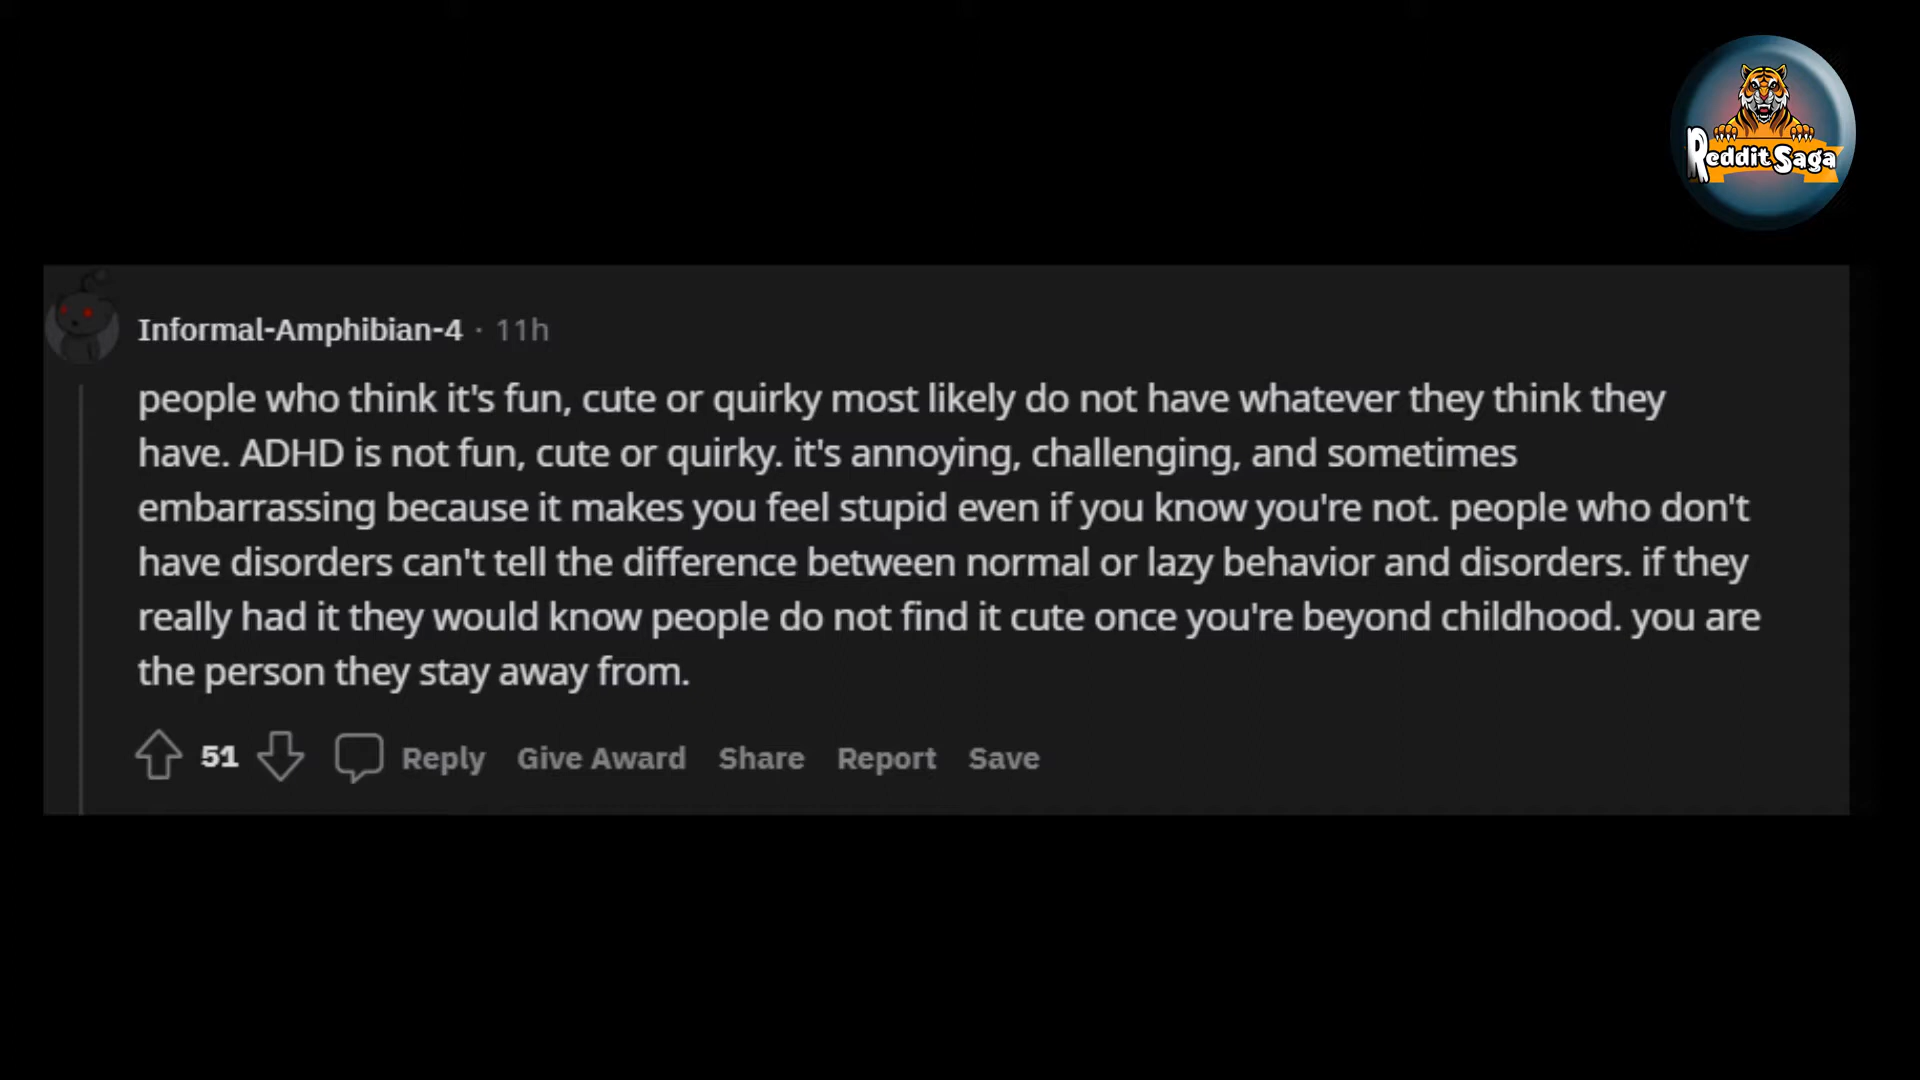 Reddit Saga
Informal-Amphibian-4 · 11h
people who think it's fun, cute or quirky most likely do not have whatever they think they
have. ADHD is not fun, cute or quirky. it's annoying, challenging, and sometimes
embarrassing because it makes you feel stupid even if you know you're not. people who don't
have disorders can't tell the difference between normal or lazy behavior and disorders. if they
really had it they would know people do not find it cute once you're beyond childhood. you are
the person they stay away from.
51 Reply Give Award Share Report Save